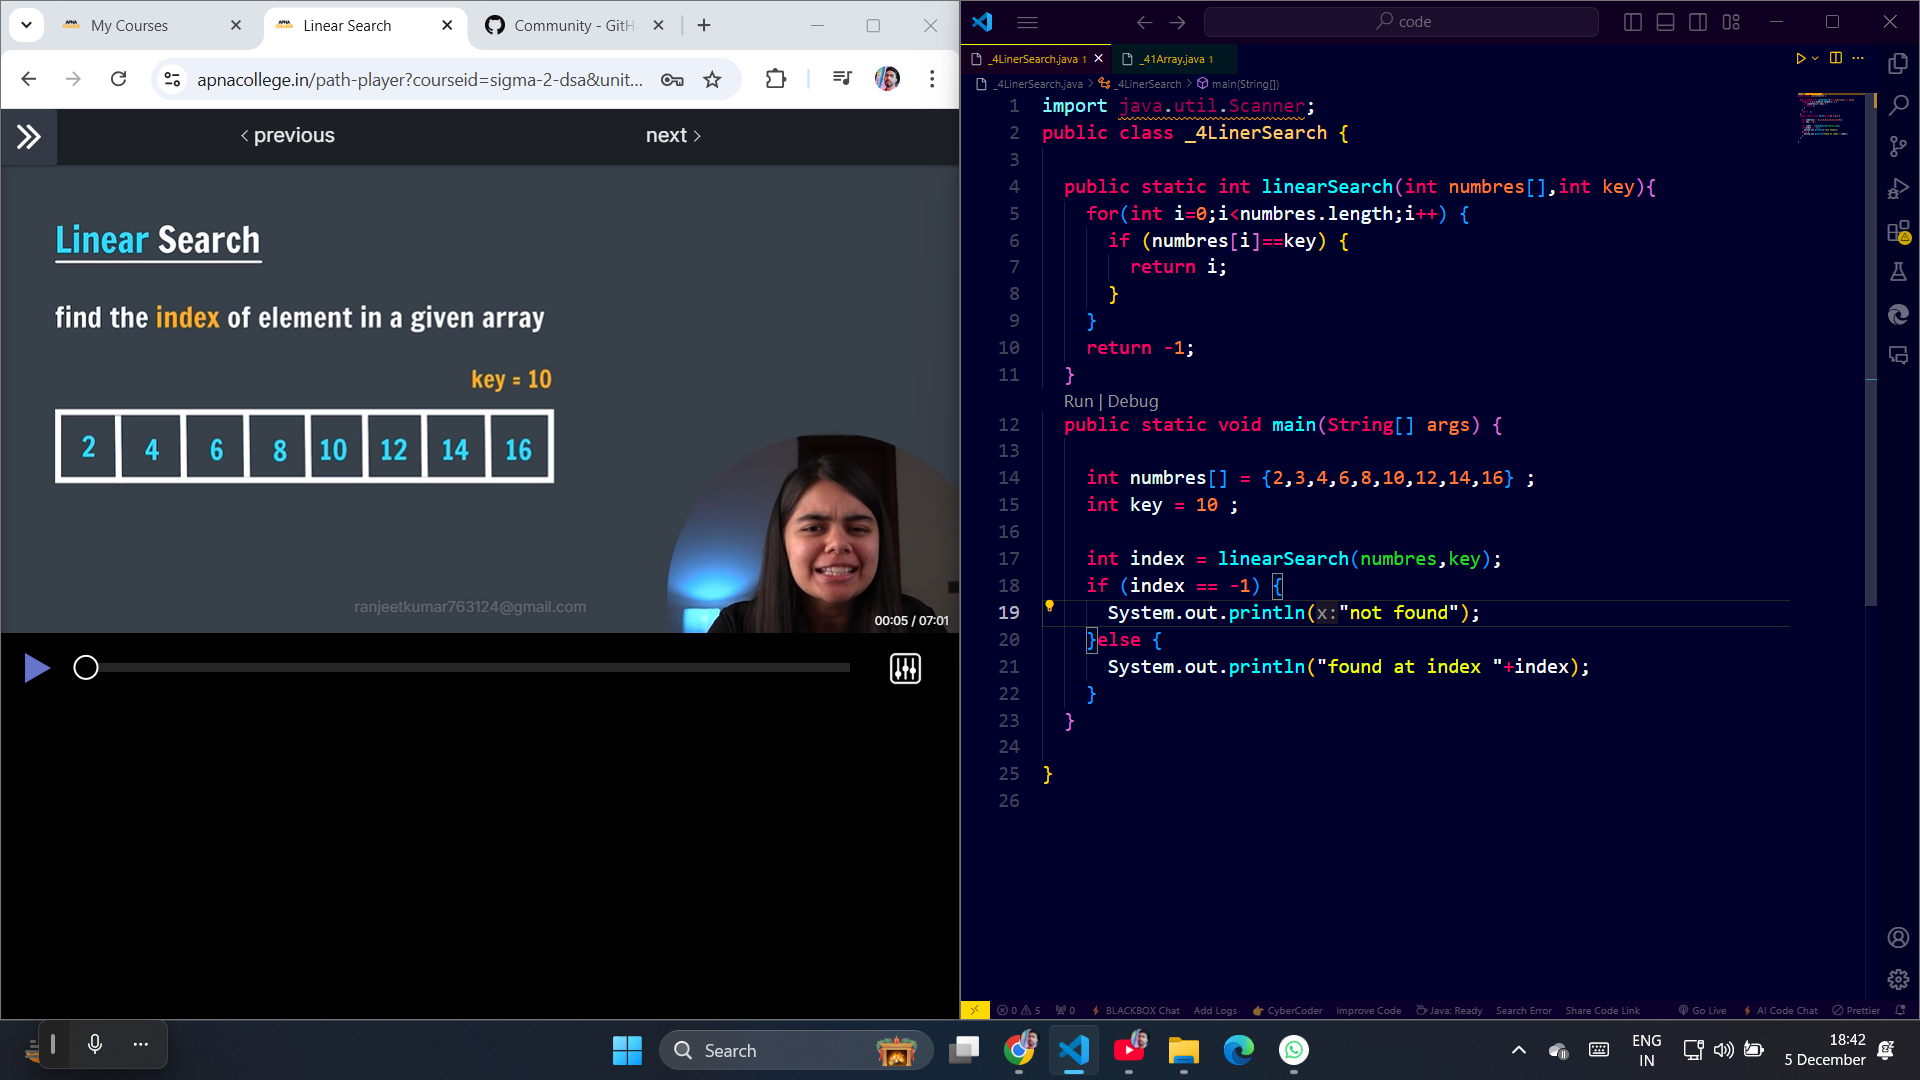 My Courses
Linear Search
Community - GitH
apnacollege.in/path-player?courseid=sigma-2-dsa&unit...
previous
next
Linear Search
find the index of element in a given array
key = 10
2 4 6 8 10 12 14 16
ranjeetkumar763124@gmail.com
00:05 / 07:01
code
_4LinerSearch.java 1
_41Array.java 1
_4LinerSearch.java > _4LinerSearch > main(String[])
1 import java.util.Scanner;
2 public class _4LinerSearch {
3
4 public static int linearSearch(int numbres[],int key){
5 for(int i=0;i<numbres.length;i++) {
6 if (numbres[i]==key) {
7 return i;
8 }
9 }
10 return -1;
11 }
Run | Debug
12 public static void main(String[] args) {
13
14 int numbres[] = {2,3,4,6,8,10,12,14,16} ;
15 int key = 10 ;
16
17 int index = linearSearch(numbres,key);
18 if (index == -1) {
19 System.out.println(x:"not found");
20 }else {
21 System.out.println("found at index "+index);
22 }
23 }
24
25 }
26
0 5 0 BLACKBOX Chat Add Logs CyberCoder Improve Code Java: Ready Search Error Share Code Link Go Live AI Code Chat Prettier
Search
ENG
IN
18:42
5 December